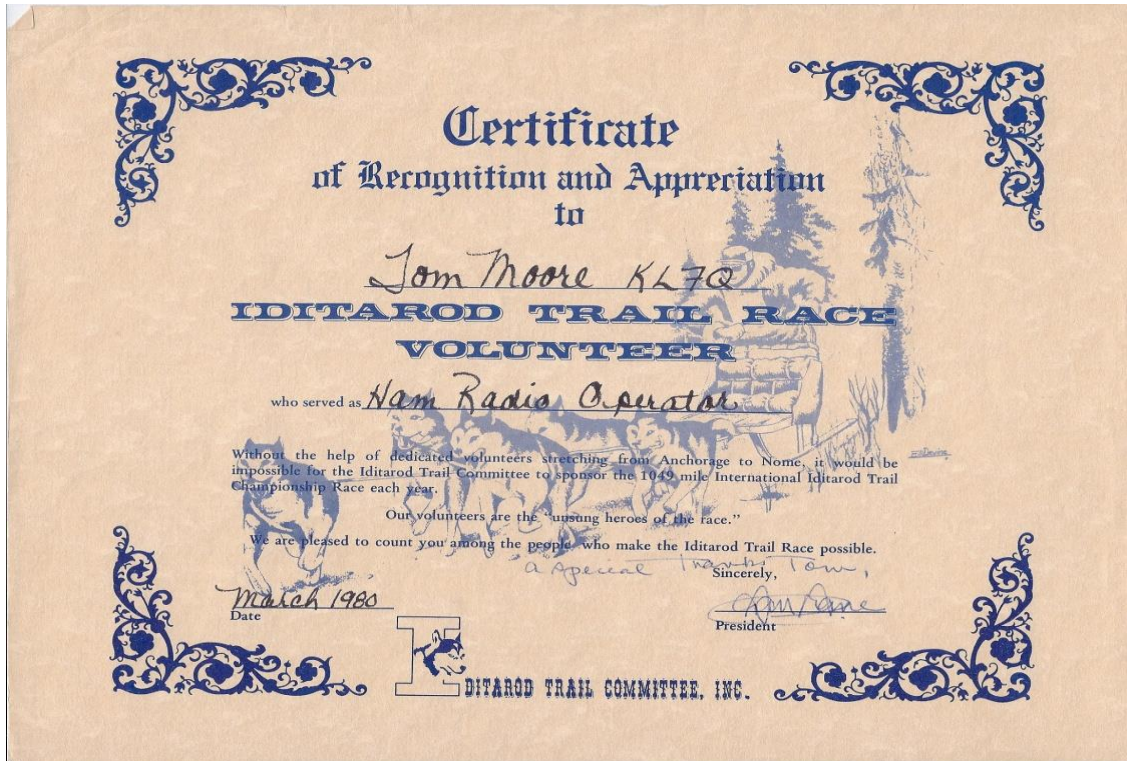 Certificate
of Recognition and Appreciation
to
Tom Moore KL7Q
IDITAROD TRAIL RACE
VOLUNTEER
who served as Ham Radio Operator
Without the help of dedicated volunteers stretching from Anchorage to Nome, it would be
impossible for the Iditarod Trail Committee to sponsor the 1049 mile International Iditarod Trail
Championship Race each year.
Our volunteers are the "unsung heroes of the race."
We are pleased to count you among the people who make the Iditarod Trail Race possible.
a special Thanks Tom,
Sincerely,
March 1980
Date
President
IDITAROD TRAIL COMMITTEE, INC.